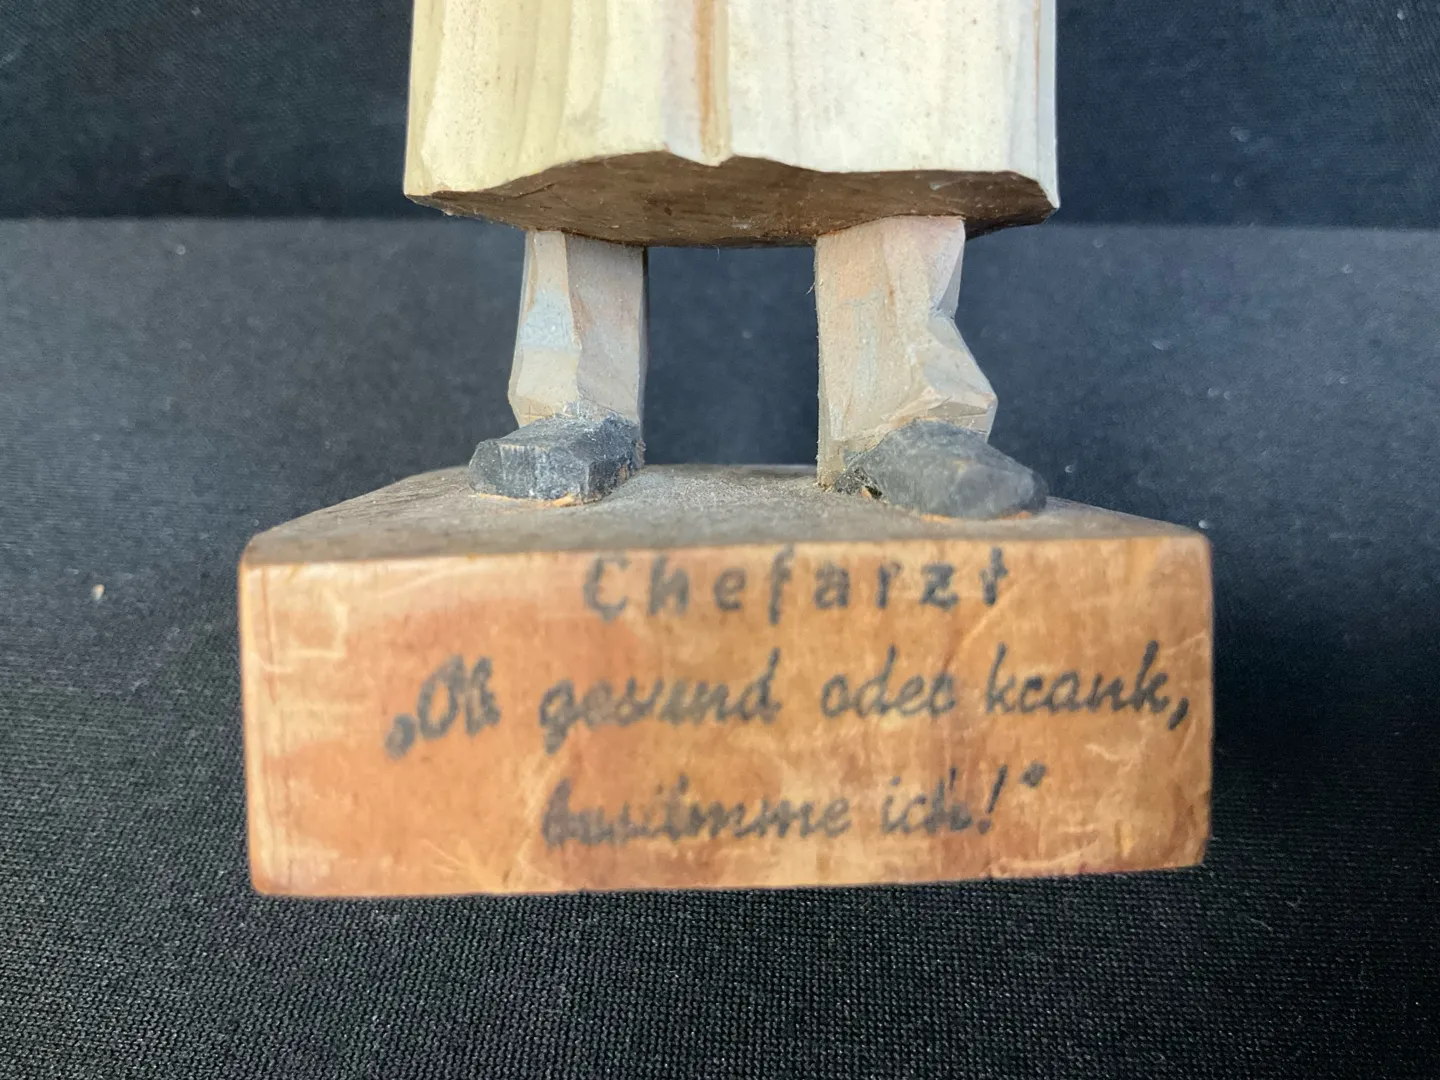 Chefarzt
„Ob gesund oder krank,
bestimme ich!“